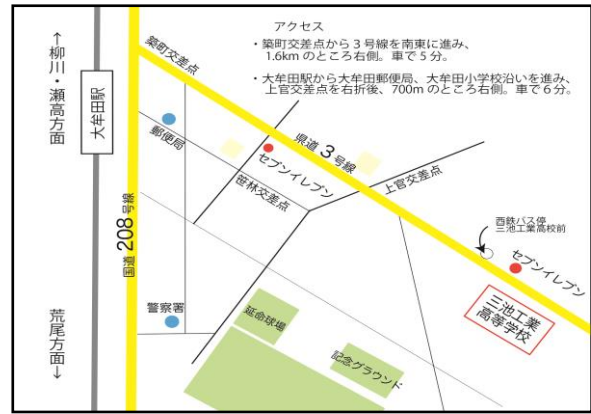 アクセス
・築町交差点から3号線を南東に進み、
1.6kmのところ右側。車で5分。
・大牟田駅から大牟田郵便局、大牟田小学校沿いを進み、
上官交差点を右折後、700mのところ右側。車で6分。
↑柳川・瀬高方面
大牟田駅
築町交差点
郵便局
セブンイレブン
県道3号線
笹林交差点
上官交差点
国道208号線
西鉄バス停
三池工業高校前
セブンイレブン
三池工業
高等学校
警察署
延命球場
記念グラウンド
荒尾方面↓